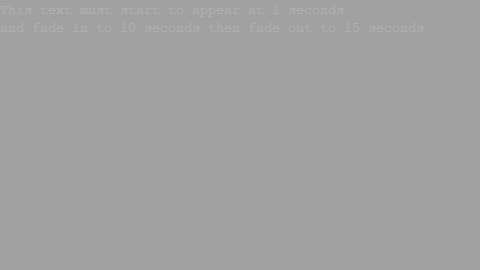 This text must start to appear at I seconds
and fade in to 10 seconds then fade out to 15 seconds